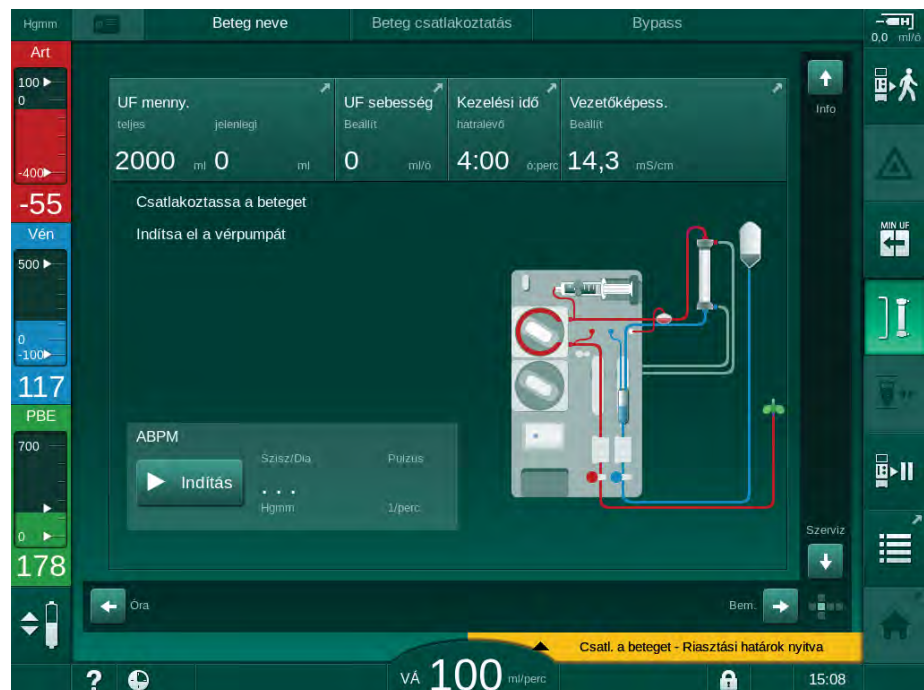 Hgmm
Beteg neve
Beteg csatlakoztatás
Bypass
0,0 ml/ó
Art
100
0
-400
-55
Vén
500
0
-100
117
PBE
700
0
178
UF menny.
teljes
jelenlegi
2000 ml 0 ml
UF sebesség
Beállít
0 ml/ó
Kezelési idő
hatralévő
4:00 ó:perc
Vezetőképess.
Beállít
14,3 mS/cm
Info
Csatlakoztassa a beteget
Indítsa el a vérpumpát
ABPM
Indítás
Szisz/Dia
Pulzus
. . .
Hgmm
1/perc
MIN UF
Szerviz
Óra
Bem.
Csatl. a beteget - Riasztási határok nyitva
?
VÁ 100 ml/perc
15:08